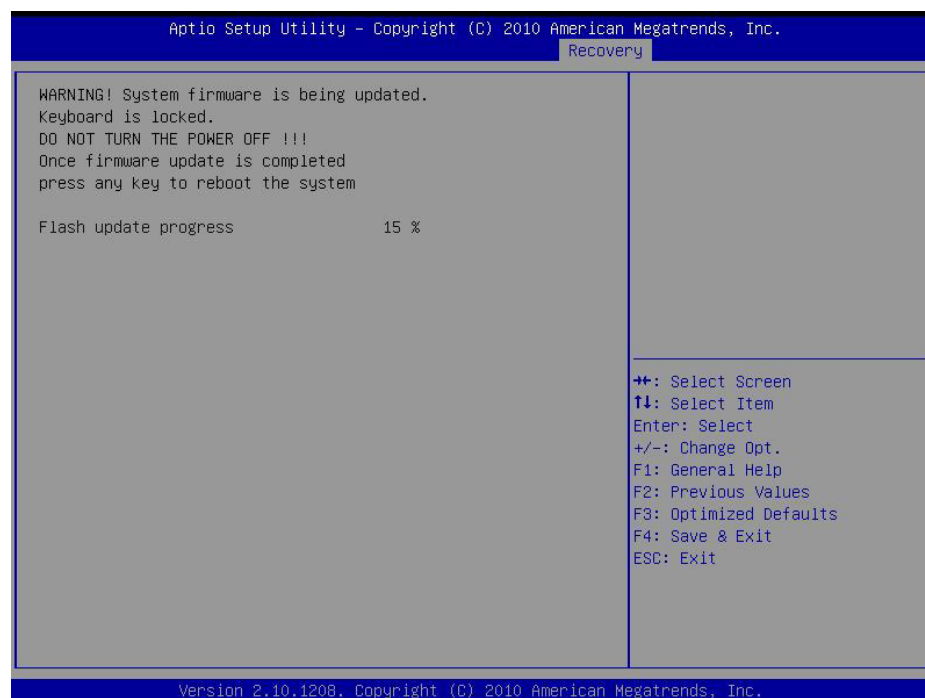 Aptio Setup Utility – Copyright (C) 2010 American Megatrends, Inc.
Recovery
WARNING! System firmware is being updated.
Keyboard is locked.
DO NOT TURN THE POWER OFF !!!
Once firmware update is completed
press any key to reboot the system
Flash update progress 15 %
→←: Select Screen
↑↓: Select Item
Enter: Select
+/-: Change Opt.
F1: General Help
F2: Previous Values
F3: Optimized Defaults
F4: Save & Exit
ESC: Exit
Version 2.10.1208. Copyright (C) 2010 American Megatrends, Inc.